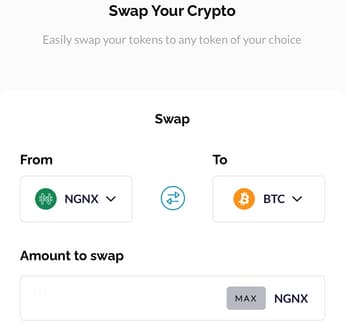 Swap Your Crypto
Easily swap your tokens to any token of your choice
Swap
From To
NGNX BTC
Amount to swap
MAX NGNX